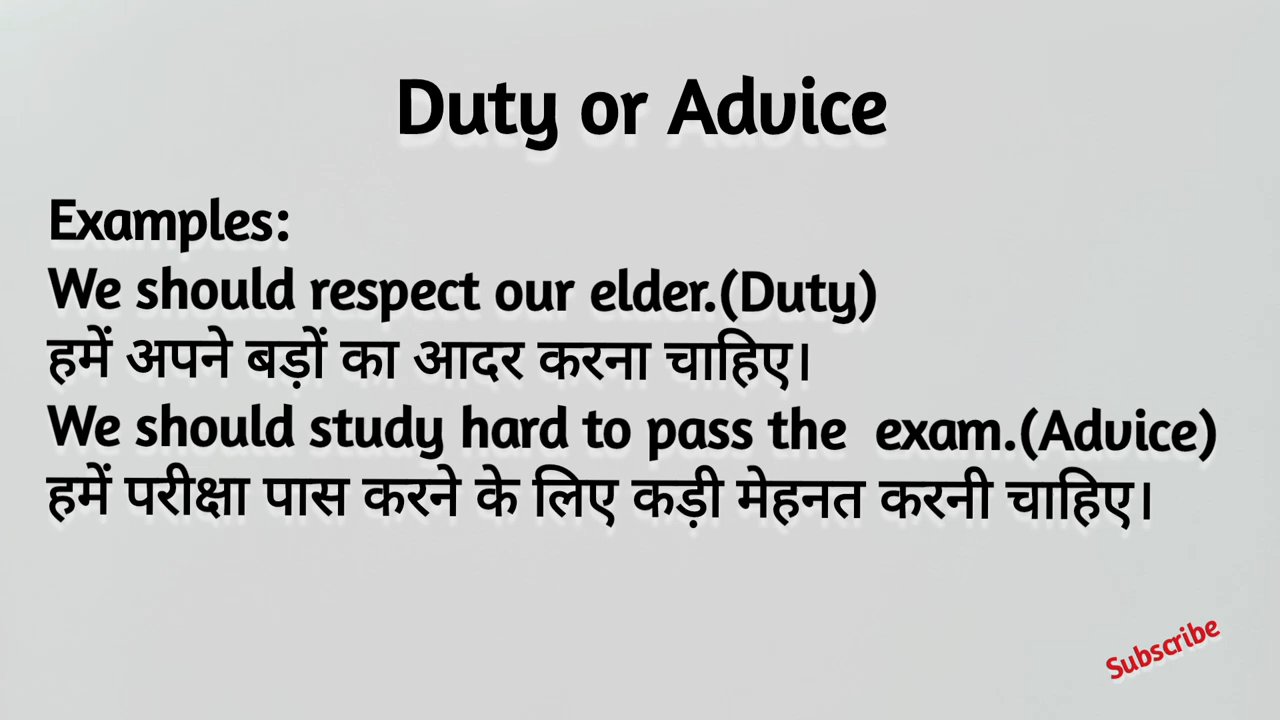 Duty or Advice
Examples:
We should respect our elder.(Duty)
हमें अपने बड़ों का आदर करना चाहिए।
We should study hard to pass the  exam.(Advice)
हमें परीक्षा पास करने के लिए कड़ी मेहनत करनी चाहिए।
Subscribe